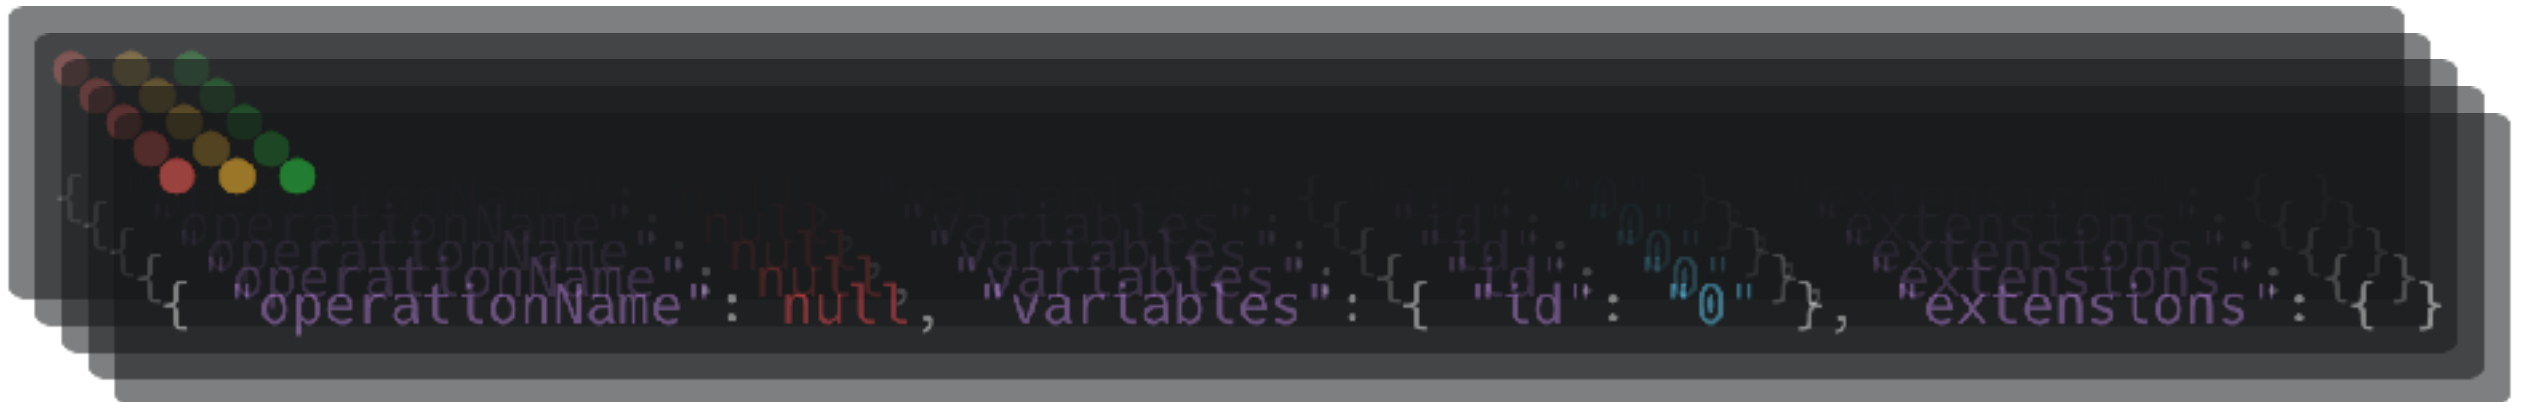 { "operationName": null, "variables": { "id": "0" }, "extensions": { }